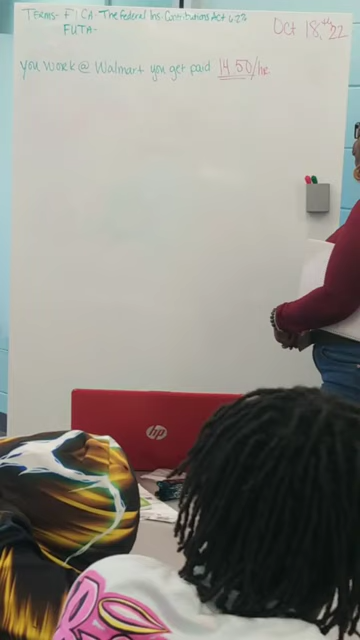 Terms- FICA- The Federal Ins. Contributions Act 6.2%
FUTA-
Oct 18th, 22
you work @ Walmart you get paid 14.50/hr.
hp